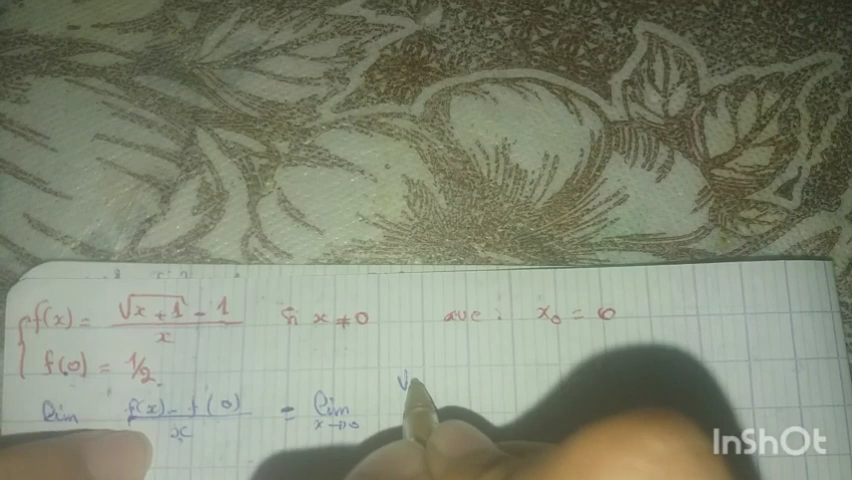 f(x) = (√(x+1) - 1)/x si x ≠ 0 avec : x₀ = 0
f(0) = 1/2.
lim (f(x) - f(0))/x = lim x→0 √
InShOt